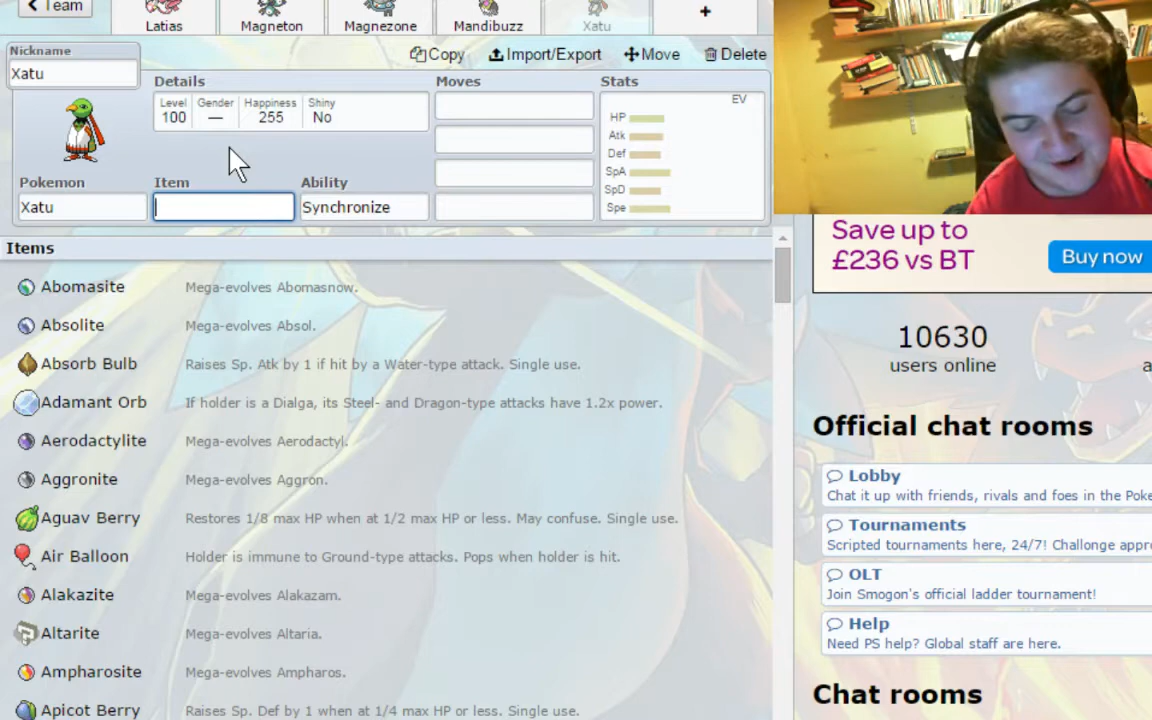 Team
Latias
Magneton
Magnezone
Mandibuzz
Xatu
+
Copy
Import/Export
Move
Delete
Nickname
Xatu
Details
Level
100
Gender
—
Happiness
255
Shiny
No
Moves
Stats
EV
HP
Atk
Def
SpA
SpD
Spe
Pokemon
Xatu
Item
Ability
Synchronize
Items
Abomasite Mega-evolves Abomasnow.
Absolite Mega-evolves Absol.
Absorb Bulb Raises Sp. Atk by 1 if hit by a Water-type attack. Single use.
Adamant Orb If holder is a Dialga, its Steel- and Dragon-type attacks have 1.2x power.
Aerodactylite Mega-evolves Aerodactyl.
Aggronite Mega-evolves Aggron.
Aguav Berry Restores 1/8 max HP when at 1/2 max HP or less. May confuse. Single use.
Air Balloon Holder is immune to Ground-type attacks. Pops when holder is hit.
Alakazite Mega-evolves Alakazam.
Altarite Mega-evolves Altaria.
Ampharosite Mega-evolves Ampharos.
Apicot Berry Raises Sp. Def by 1 when at 1/4 max HP or less. Single use.
Save up to
£236 vs BT
Buy now
10630
users online
a
Official chat rooms
Lobby
Chat it up with friends, rivals and foes in the Poke
Tournaments
Scripted tournaments here, 24/7! Challonge appro
OLT
Join Smogon's official ladder tournament!
Help
Need PS help? Global staff are here.
Chat rooms